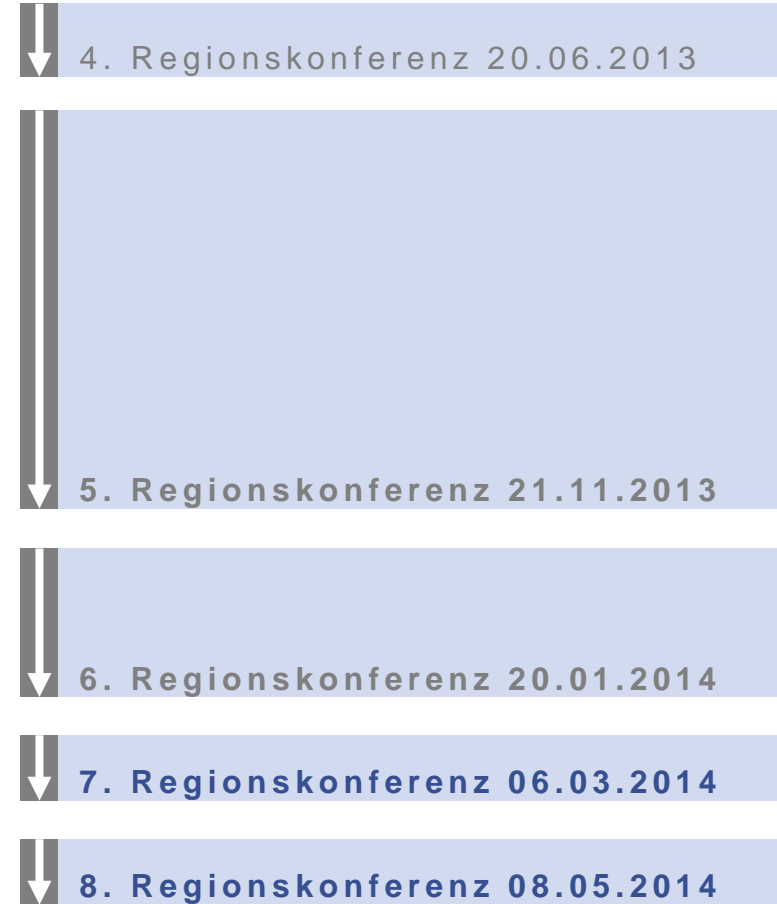 4. Regionskonferenz 20.06.2013
5. Regionskonferenz 21.11.2013
6. Regionskonferenz 20.01.2014
7. Regionskonferenz 06.03.2014
8. Regionskonferenz 08.05.2014